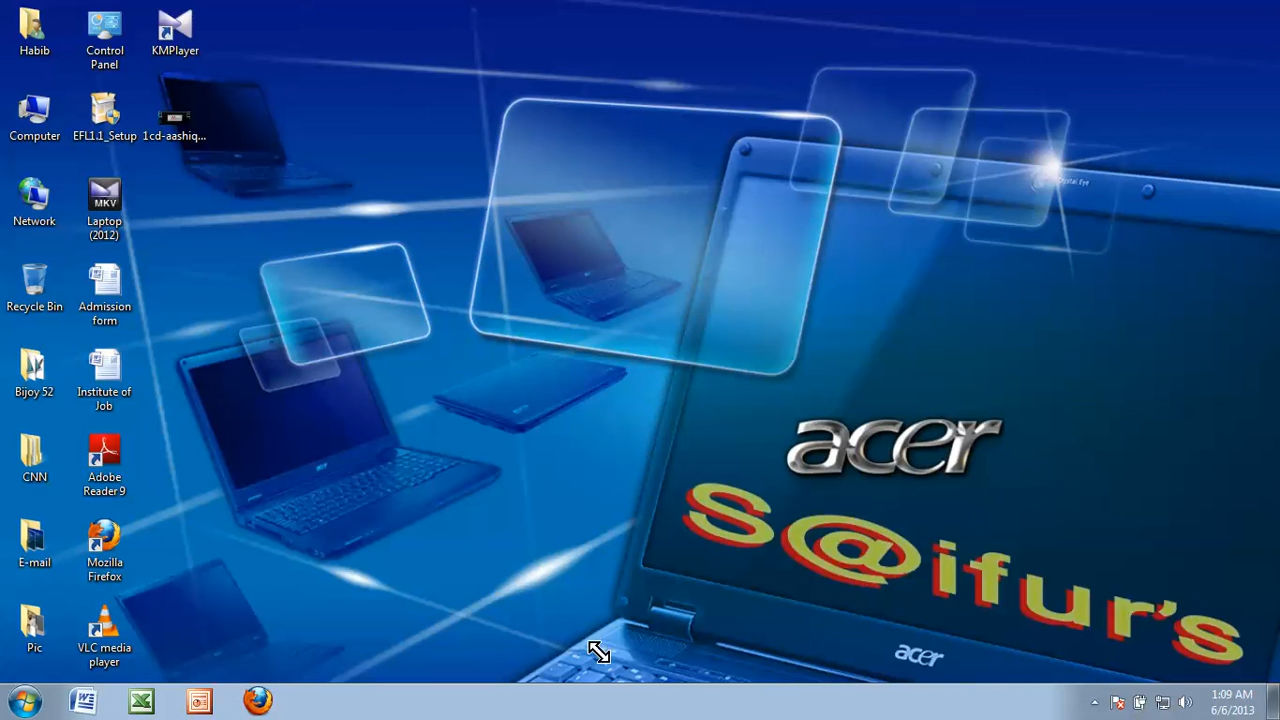 Habib
Control Panel
KMPlayer
Computer
EFL1.1_Setup
1cd-aashiq...
Network
MKV
Laptop (2012)
Recycle Bin
Admission form
Bijoy 52
Institute of Job
CNN
Adobe Reader 9
E-mail
Mozilla Firefox
Pic
VLC media player
acer
S@ifur's
acer
1:09 AM
6/6/2013